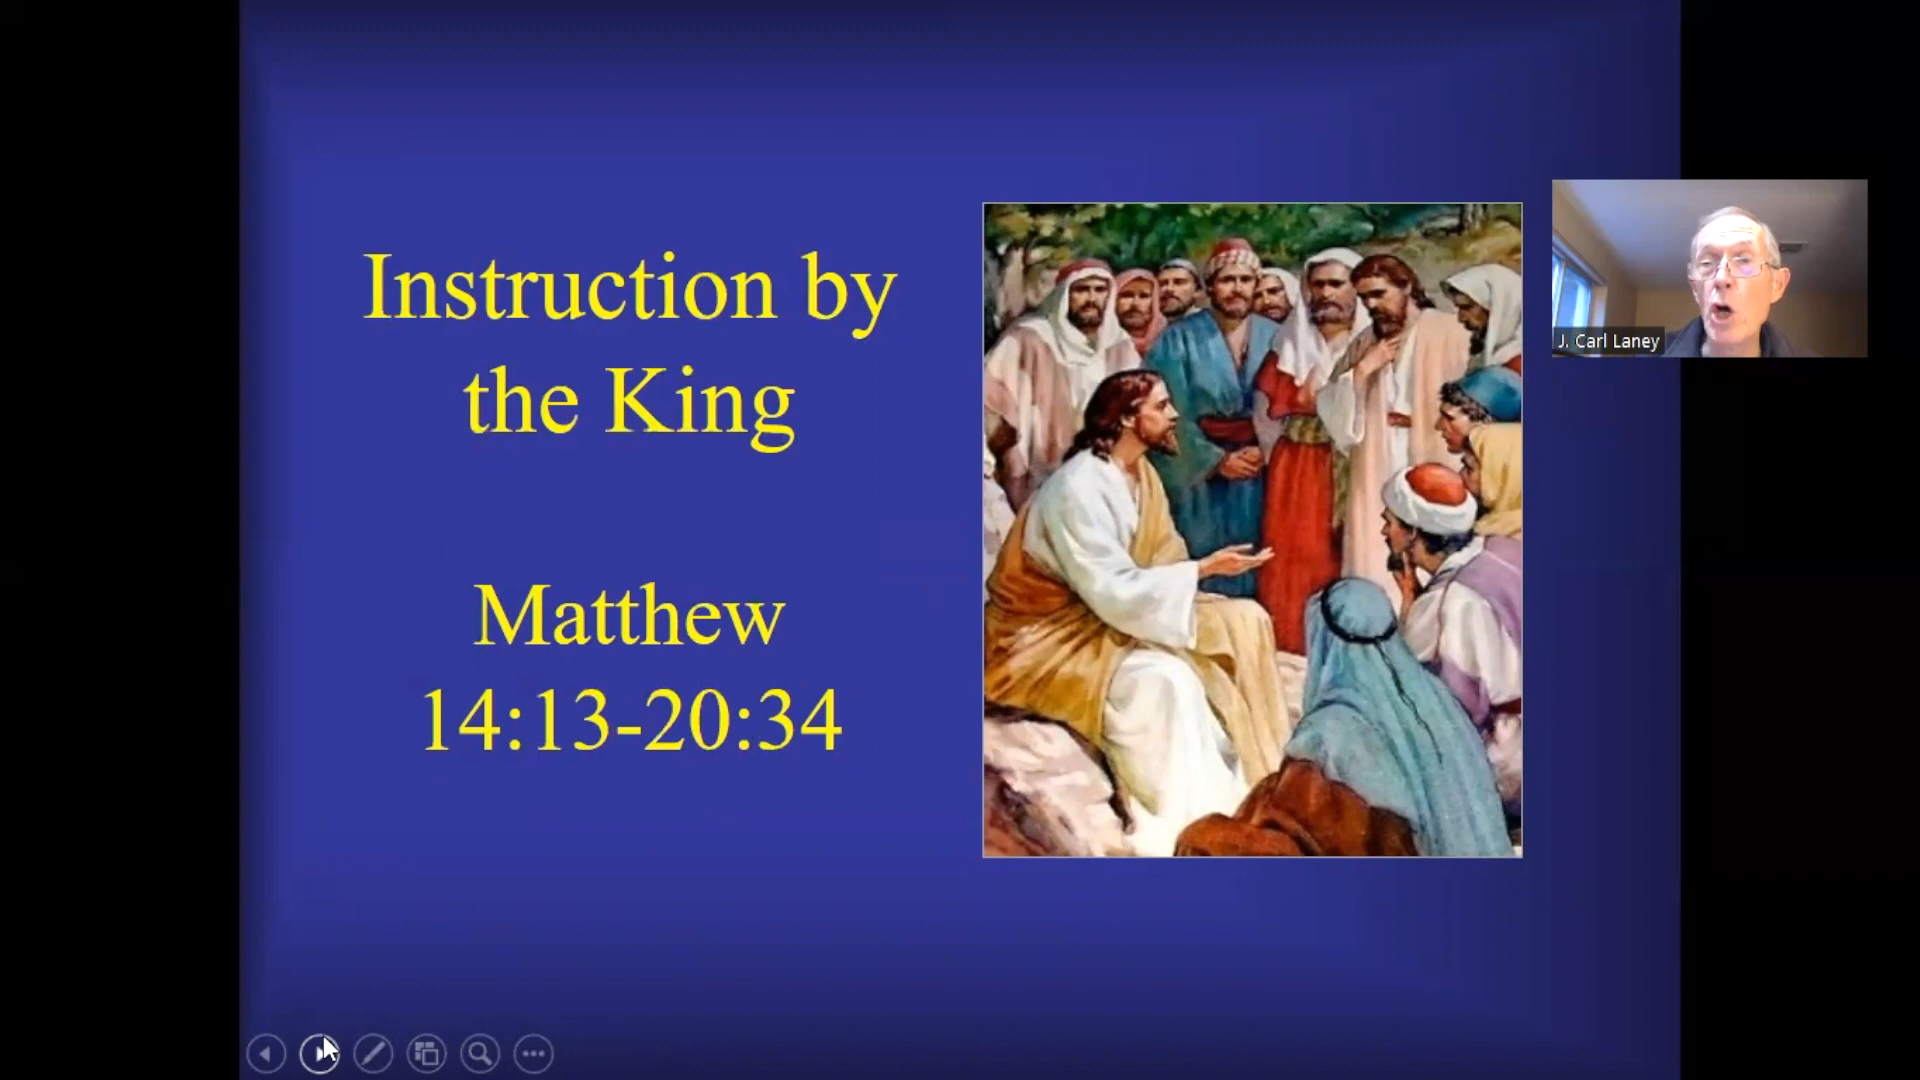 Instruction by
the King
Matthew
14:13-20:34
J. Carl Laney